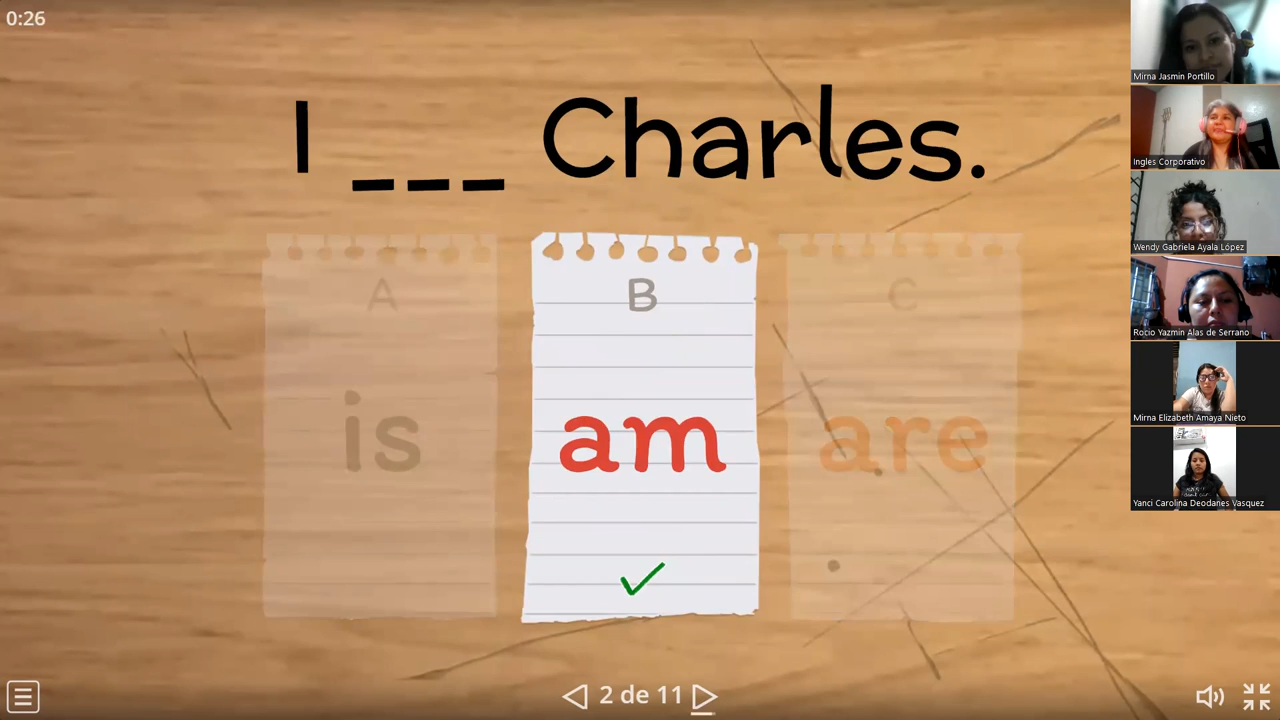 0:26
I ___ Charles.
A
B
C
is
am
are
2 de 11
Mirna Jasmin Portillo
Ingles Corporativo
Wendy Gabriela Ayala López
Rocio Yazmin Alas de Serrano
Mirna Elizabeth Amaya Nieto
Yanci Carolina Deodanes Vasquez